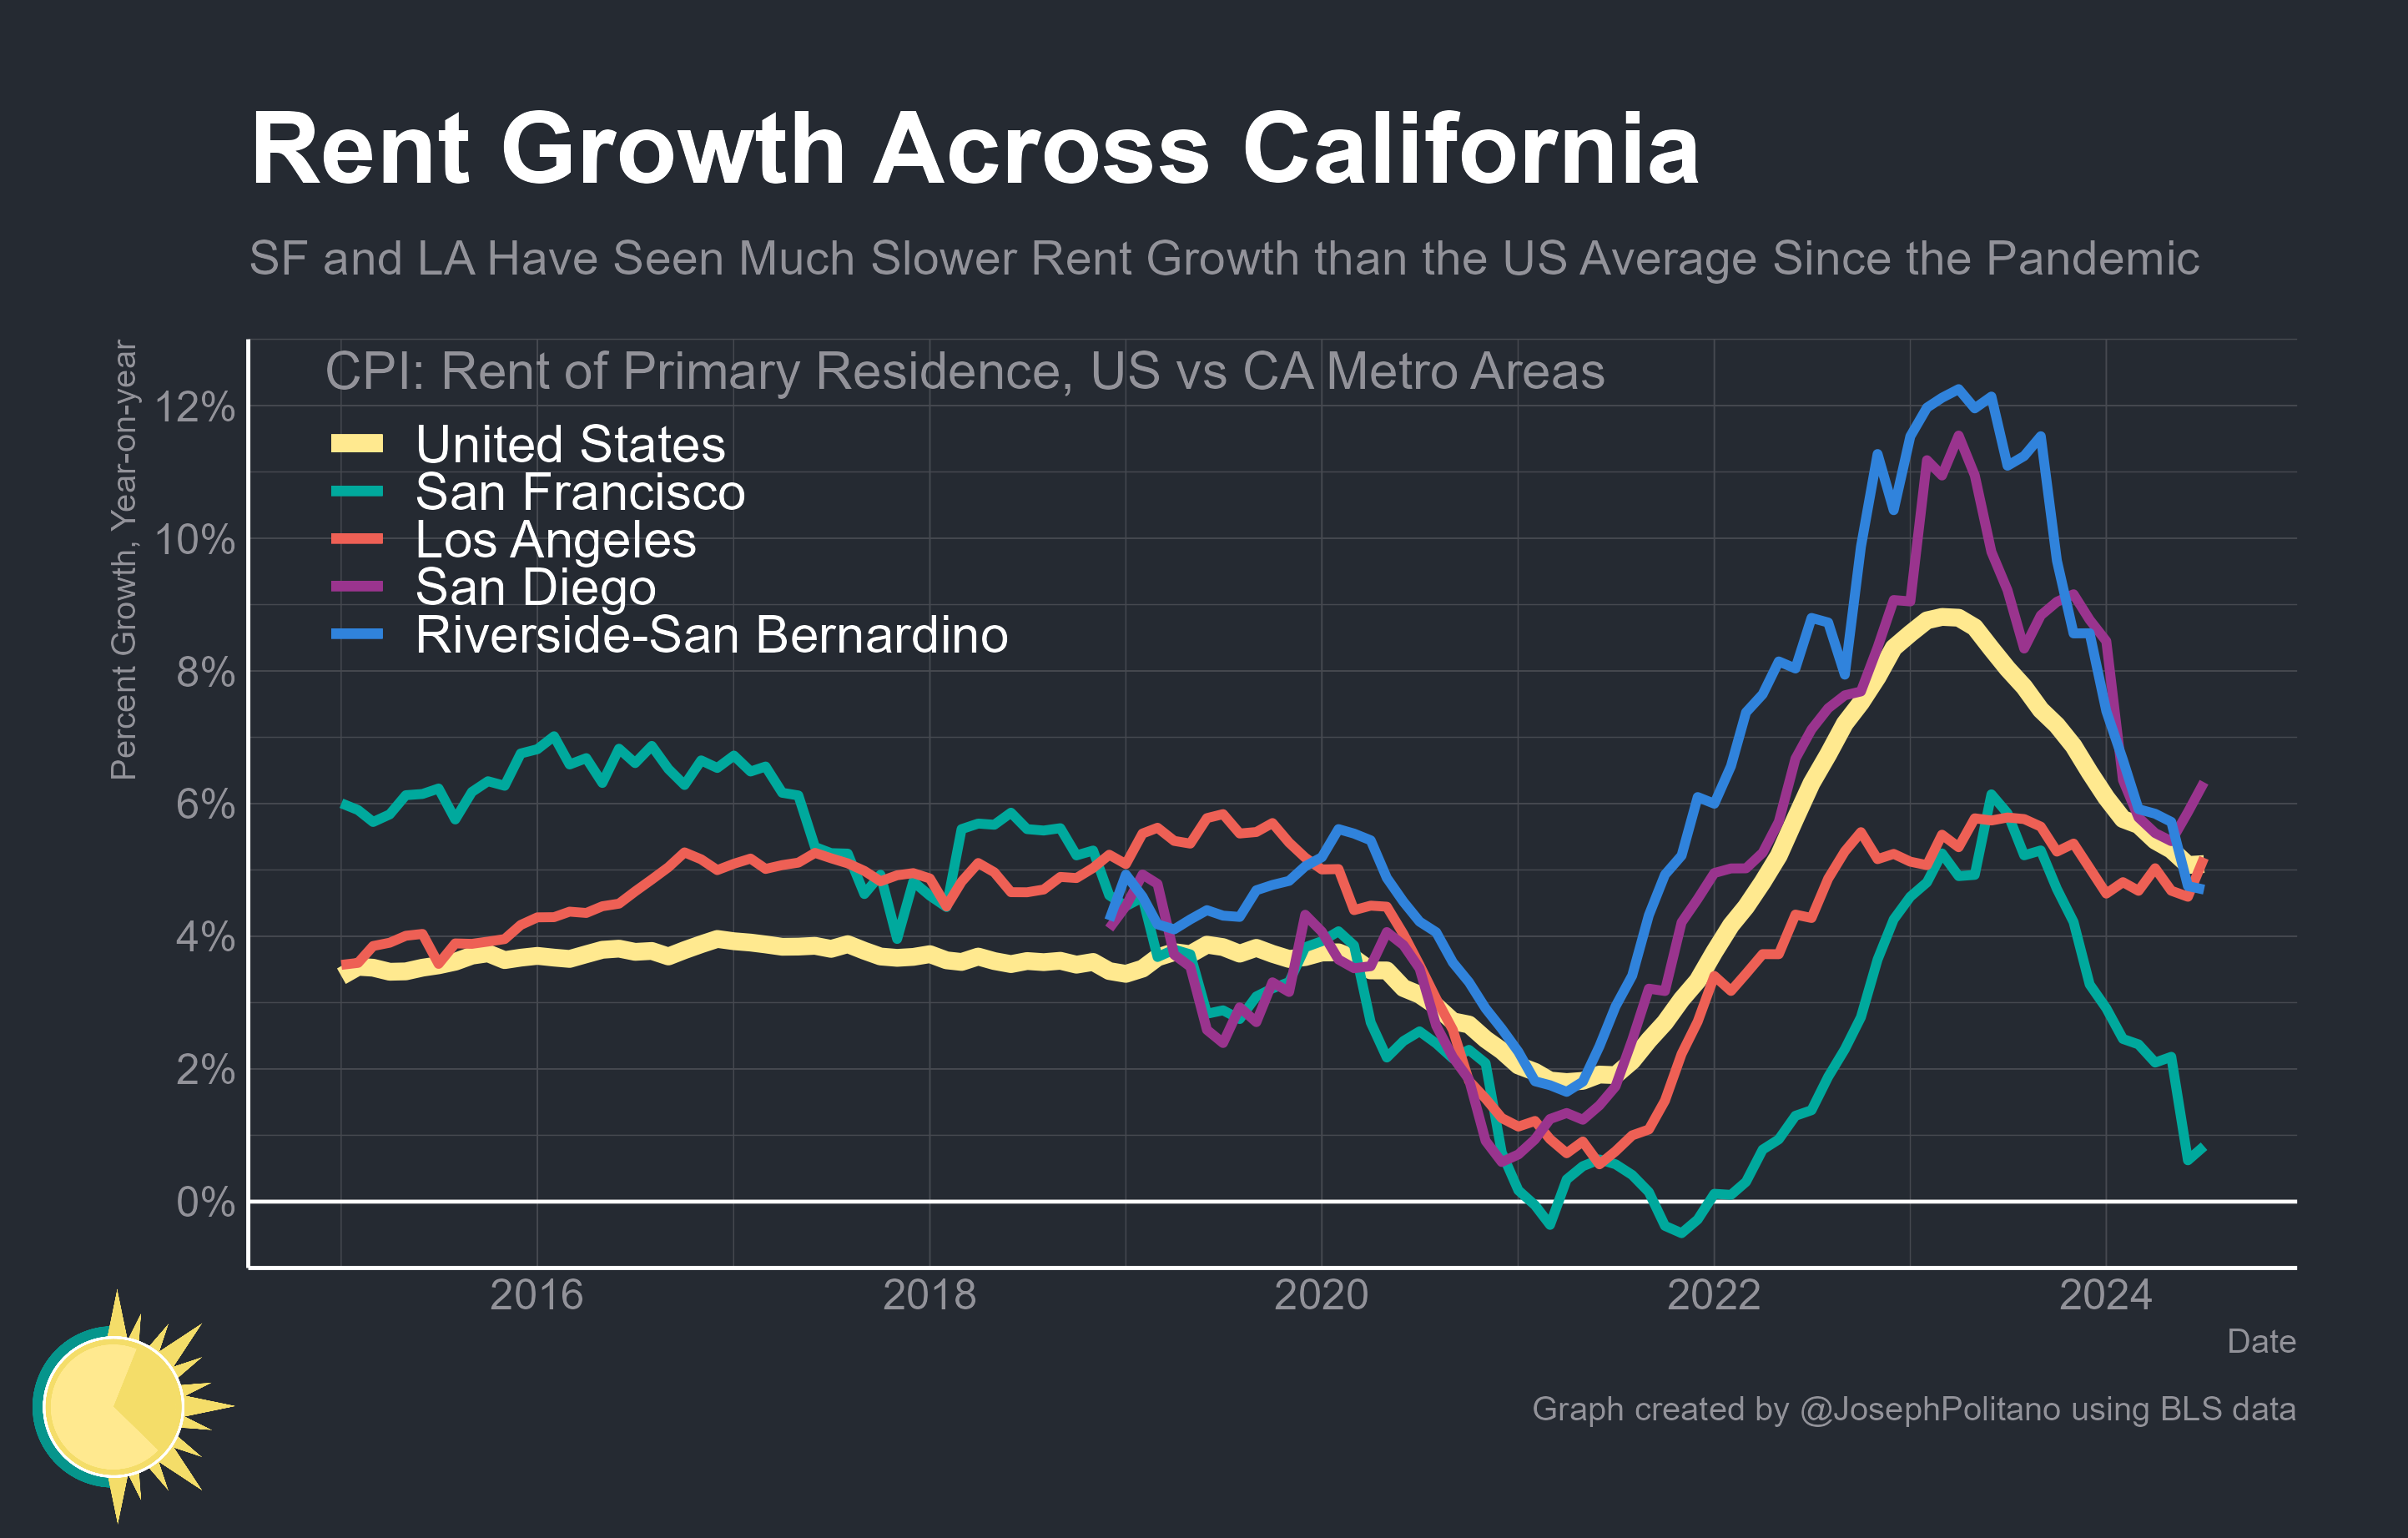 Rent Growth Across California
SF and LA Have Seen Much Slower Rent Growth than the US Average Since the Pandemic
Percent Growth, Year-on-year
CPI: Rent of Primary Residence, US vs CA Metro Areas
United States
San Francisco
Los Angeles
San Diego
Riverside-San Bernardino
12%
10%
8%
6%
4%
2%
0%
2016 2018 2020 2022 2024
Date
Graph created by @JosephPolitano using BLS data